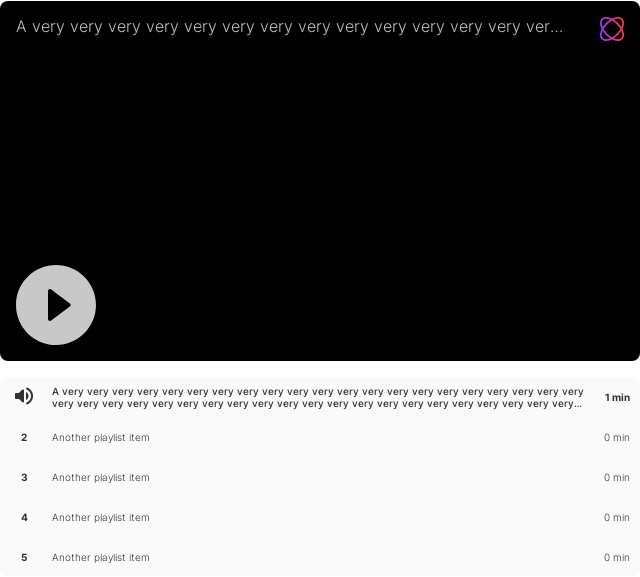 A very very very very very very very very very very very very very ver...
A very very very very very very very very very very very very very very very very very very very very very
very very very very very very very very very very very very very very very very very very very very very...
1 min
2 Another playlist item 0 min
3 Another playlist item 0 min
4 Another playlist item 0 min
5 Another playlist item 0 min